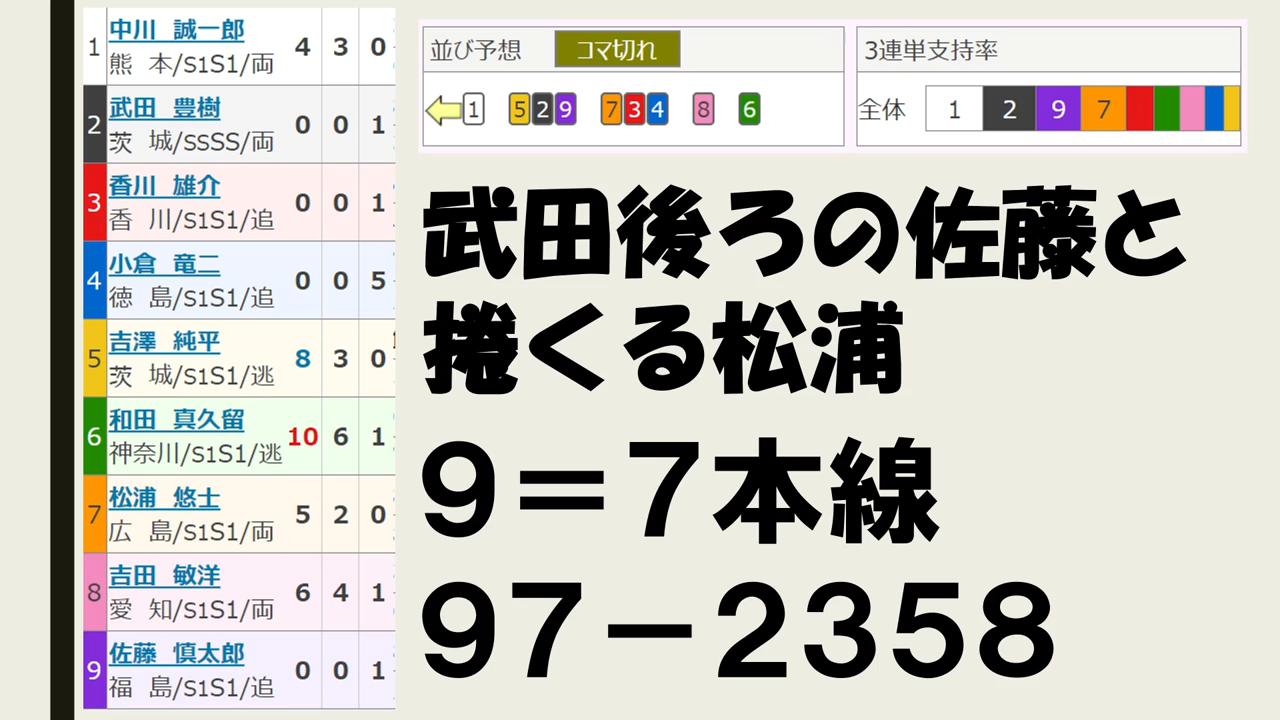 1 中川 誠一郎 4 3 0
熊 本/S1S1/両
2 武田 豊樹 0 0 1
茨 城/SSSS/両
3 香川 雄介 0 0 1
香 川/S1S1/追
4 小倉 竜二 0 0 5
徳 島/S1S1/追
5 吉澤 純平 8 3 0
茨 城/S1S1/逃
6 和田 真久留 10 6 1
神奈川/S1S1/逃
7 松浦 悠士 5 2 0
広 島/S1S1/両
8 吉田 敏洋 6 4 1
愛 知/S1S1/両
9 佐藤 慎太郎 0 0 1
福 島/S1S1/追
並び予想 コマ切れ
1 5 2 9 7 3 4 8 6
3連単支持率
全体 1 2 9 7
武田後ろの佐藤と
捲くる松浦
9=7本線
97-2358